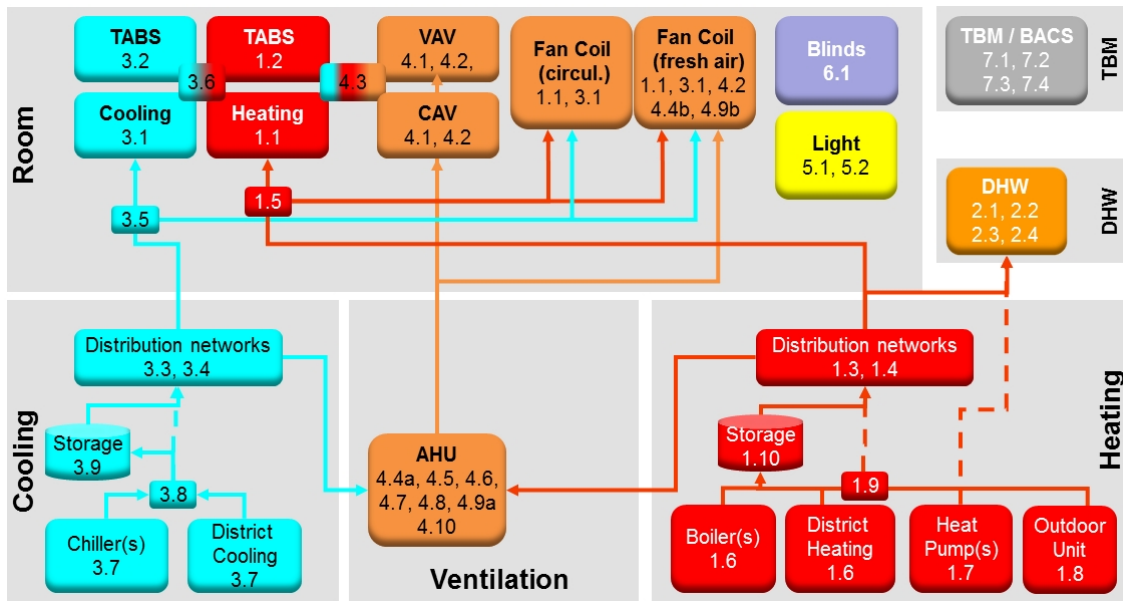 Room
TABS
3.2
TABS
1.2
3.6
4.3
VAV
4.1, 4.2,
Cooling
3.1
Heating
1.1
CAV
4.1, 4.2
Fan Coil
(circul.)
1.1, 3.1
Fan Coil
(fresh air)
1.1, 3.1, 4.2
4.4b, 4.9b
Blinds
6.1
Light
5.1, 5.2
3.5
1.5
TBM / BACS
7.1, 7.2
7.3, 7.4
TBM
DHW
2.1, 2.2
2.3, 2.4
DHW
Cooling
Distribution networks
3.3, 3.4
Storage
3.9
3.8
Chiller(s)
3.7
District
Cooling
3.7
AHU
4.4a, 4.5, 4.6,
4.7, 4.8, 4.9a
4.10
Ventilation
Distribution networks
1.3, 1.4
Storage
1.10
1.9
Boiler(s)
1.6
District
Heating
1.6
Heat
Pump(s)
1.7
Outdoor
Unit
1.8
Heating